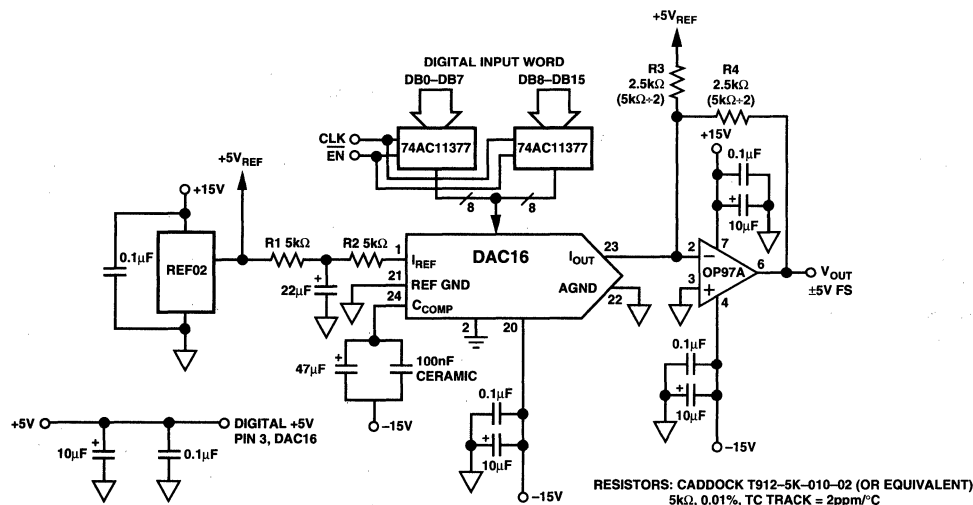 +5VREF
R3
2.5kΩ
(5kΩ÷2)
R4
2.5kΩ
(5kΩ÷2)
DIGITAL INPUT WORD
DB0–DB7
DB8–DB15
CLK
EN
74AC11377
74AC11377
8
8
+15V
0.1μF
10μF
+
+5VREF
+15V
0.1μF
REF02
R1 5kΩ
R2 5kΩ
22μF
+
1
IREF
21
REF GND
24
CCOMP
DAC16
IOUT
23
AGND
22
2
20
2
−
3
+
7
OP97A
6
4
VOUT
±5V FS
47μF
+
100nF
CERAMIC
−15V
0.1μF
+
10μF
−15V
0.1μF
+
10μF
−15V
+5V
DIGITAL +5V
PIN 3, DAC16
10μF
+
0.1μF
RESISTORS: CADDOCK T912–5K–010–02 (OR EQUIVALENT)
5kΩ, 0.01%, TC TRACK = 2ppm/°C